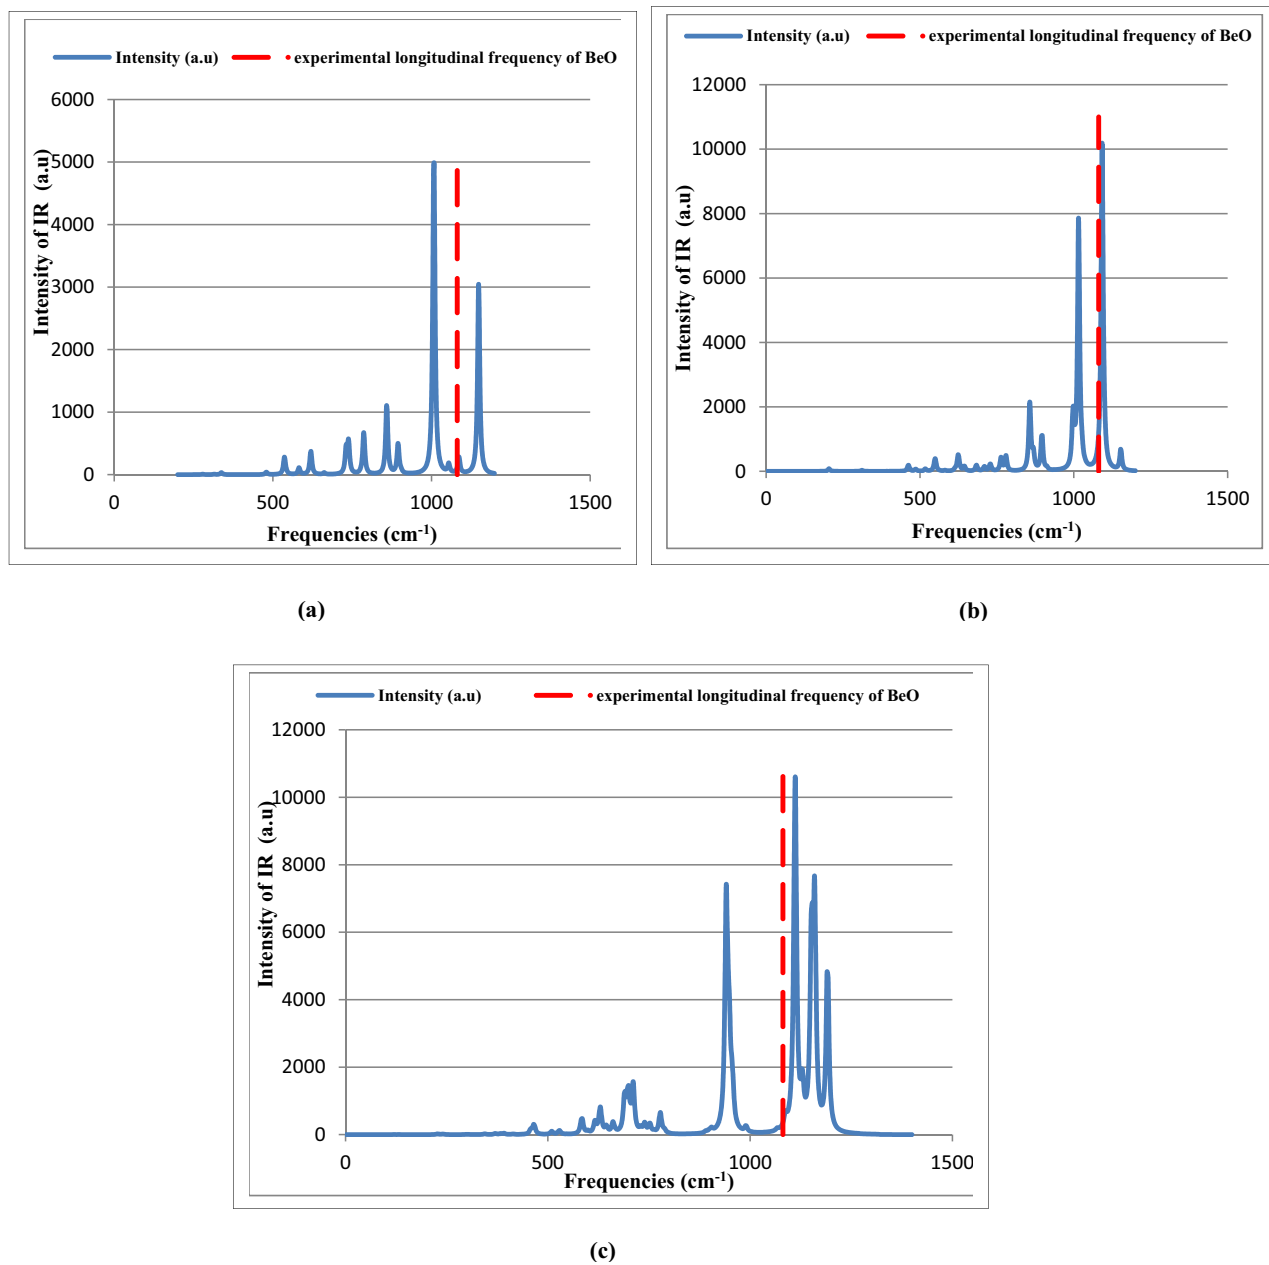 Intensity (a.u) experimental longitudinal frequency of BeO
6000
5000
4000
3000
2000
1000
0
0 500 1000 1500
Intensity of IR (a.u)
Frequencies (cm-1)
(a)
Intensity (a.u) experimental longitudinal frequency of BeO
12000
10000
8000
6000
4000
2000
0
0 500 1000 1500
Intensity of IR (a.u)
Frequencies (cm-1)
(b)
Intensity (a.u) experimental longitudinal frequency of BeO
12000
10000
8000
6000
4000
2000
0
0 500 1000 1500
Intensity of IR (a.u)
Frequencies (cm-1)
(c)